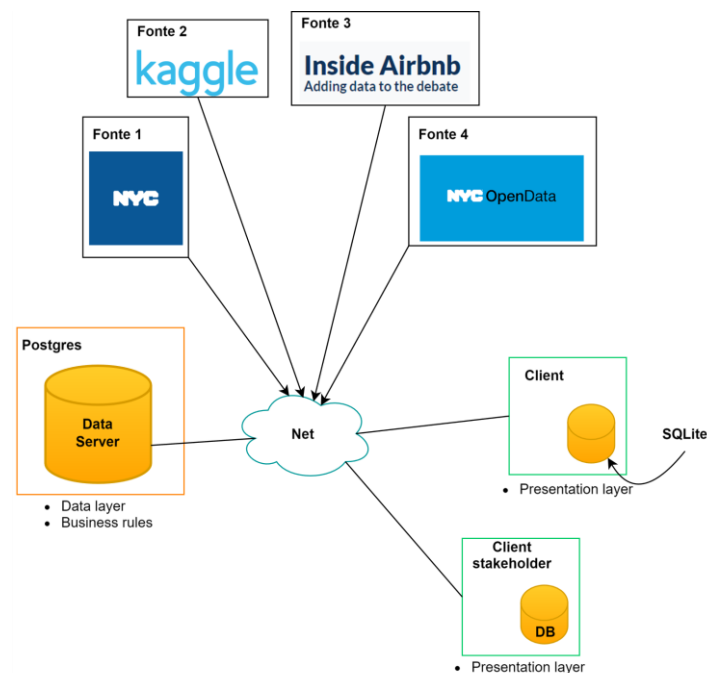 Fonte 2
kaggle
Fonte 3
Inside Airbnb
Adding data to the debate
Fonte 1
NYC
Fonte 4
NYC OpenData
Postgres
Data
Server
• Data layer
• Business rules
Net
Client
SQLite
• Presentation layer
Client
stakeholder
DB
• Presentation layer